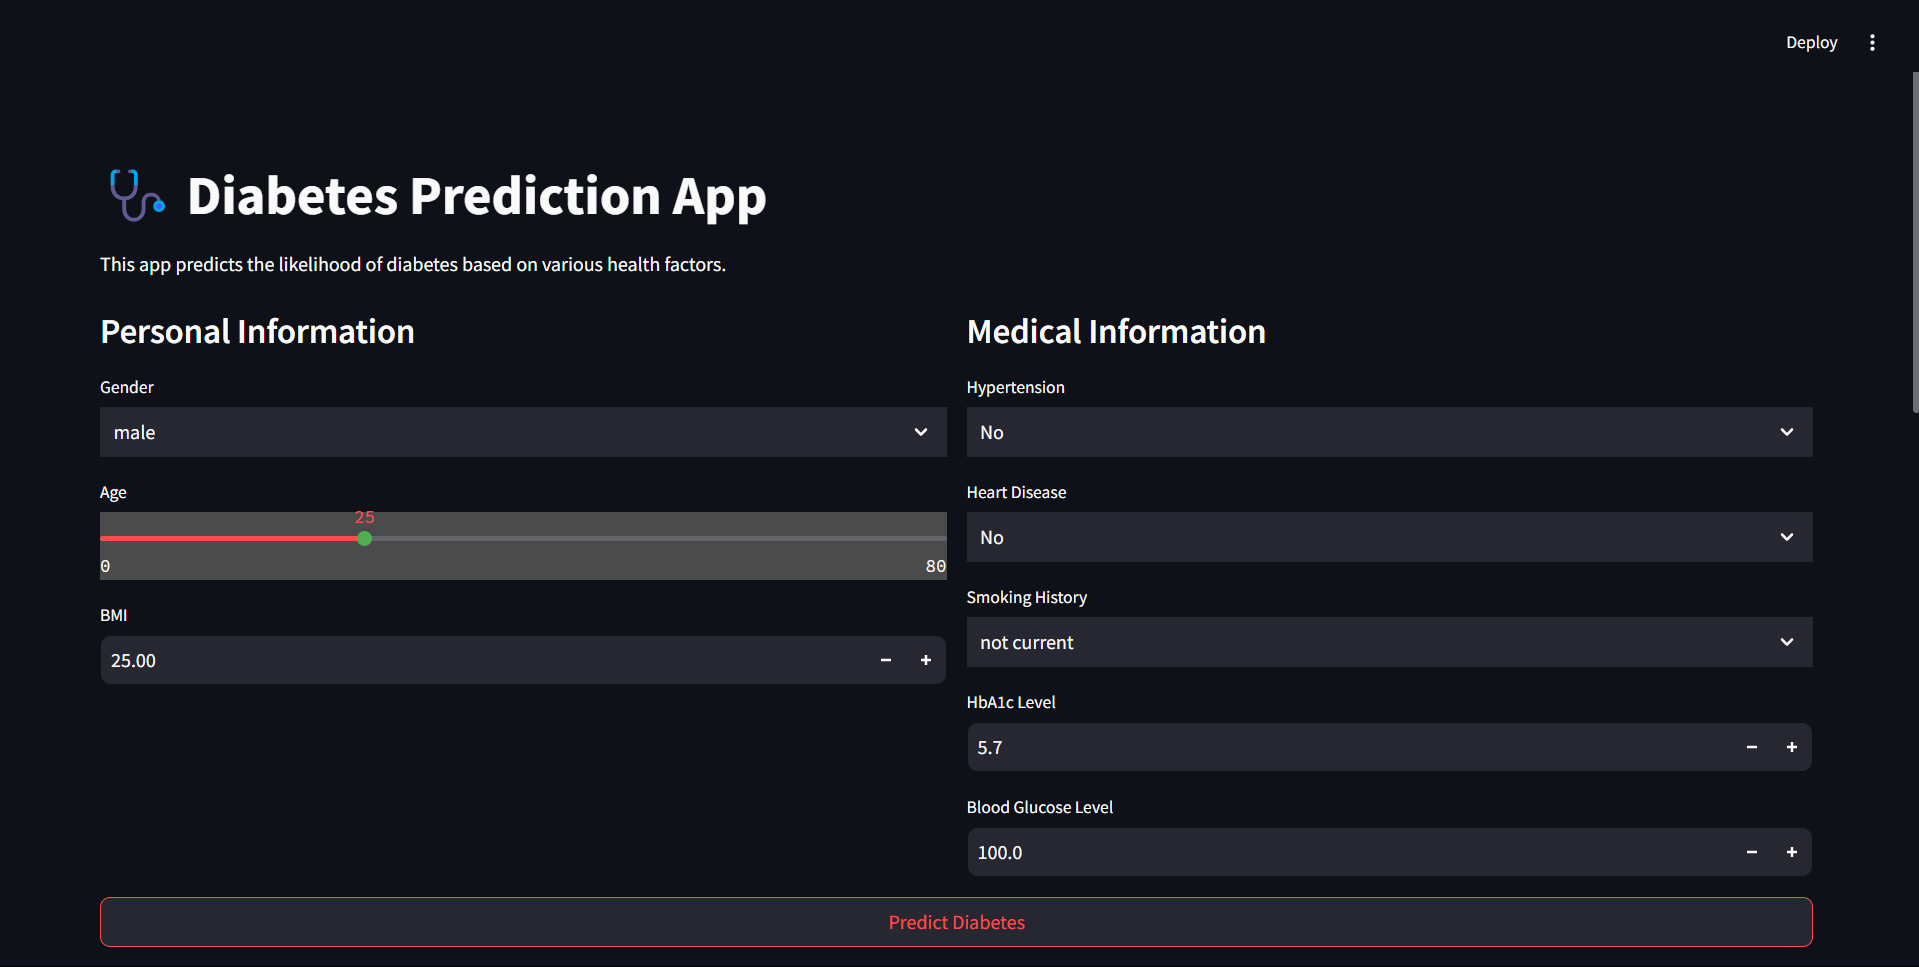 Deploy
Diabetes Prediction App
This app predicts the likelihood of diabetes based on various health factors.
Personal Information
Gender
male
Age
25
0
80
BMI
25.00
Medical Information
Hypertension
No
Heart Disease
No
Smoking History
not current
HbA1c Level
5.7
Blood Glucose Level
100.0
Predict Diabetes